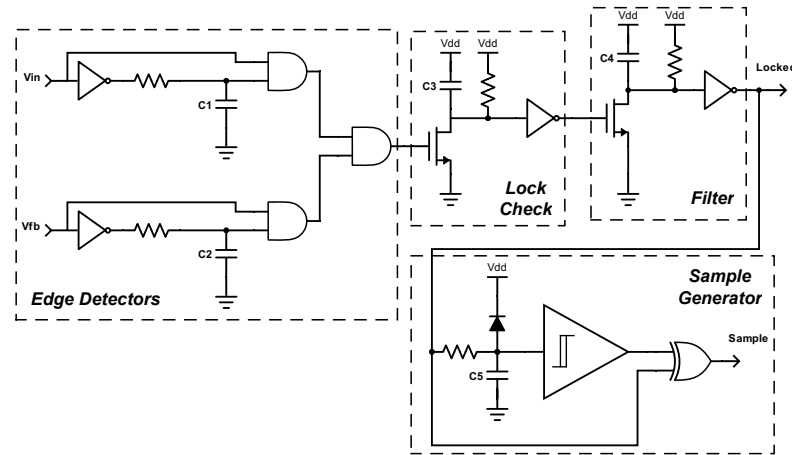 Vdd
Vdd
Vdd
Vdd
Vin
C1
C3
C4
Locked
Lock
Check
Filter
Vfb
C2
Edge Detectors
Vdd
Sample
Generator
Sample
C5